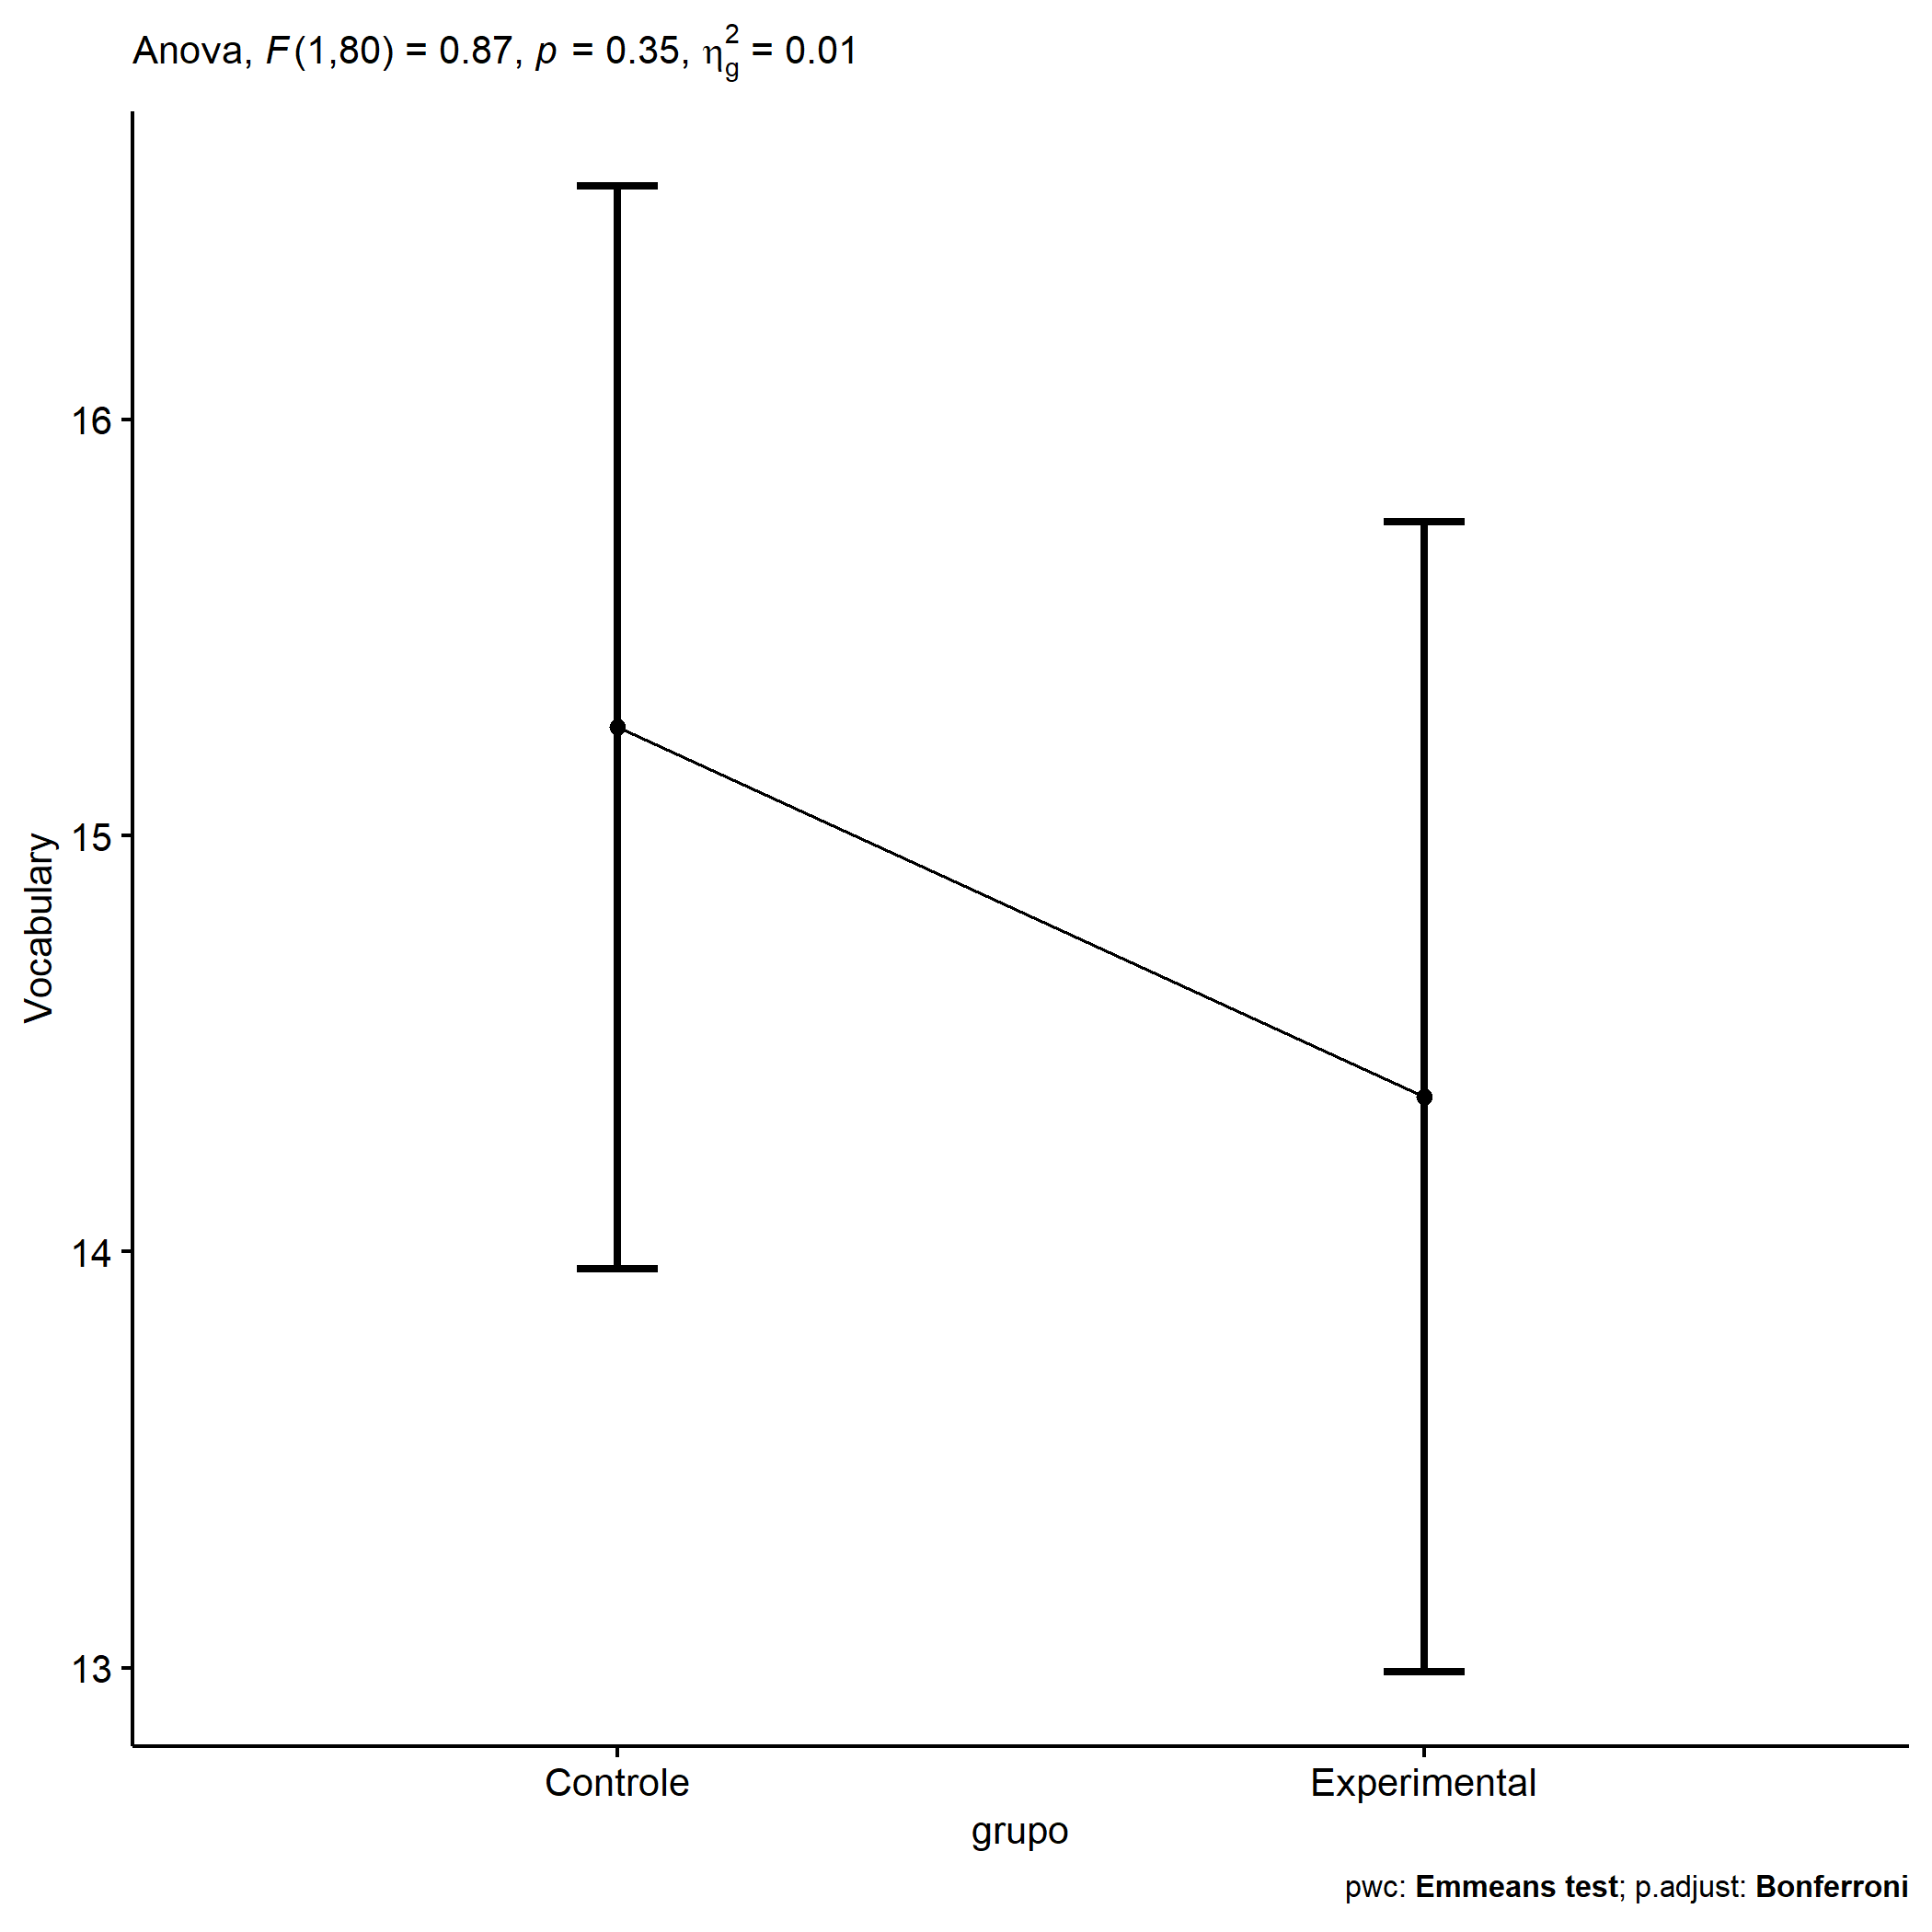 Anova, F(1,80) = 0.87, p = 0.35, η²g = 0.01
16
15
14
13
Vocabulary
Controle Experimental
grupo
pwc: Emmeans test; p.adjust: Bonferroni